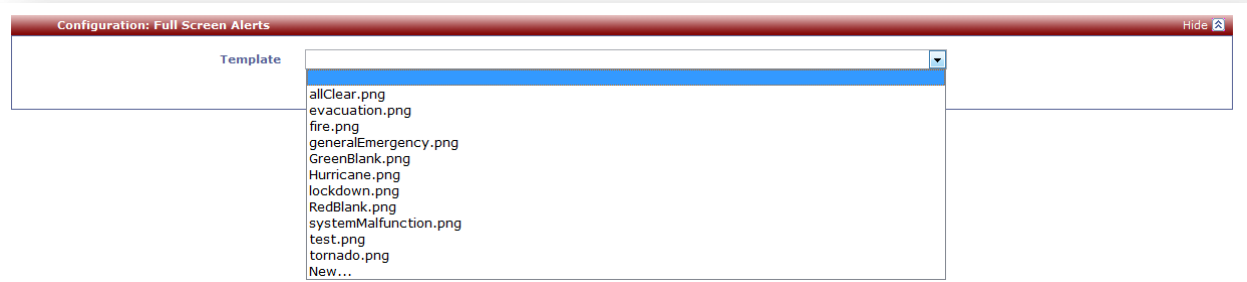 Configuration: Full Screen Alerts Hide
Template
allClear.png
evacuation.png
fire.png
generalEmergency.png
GreenBlank.png
Hurricane.png
lockdown.png
RedBlank.png
systemMalfunction.png
test.png
tornado.png
New...